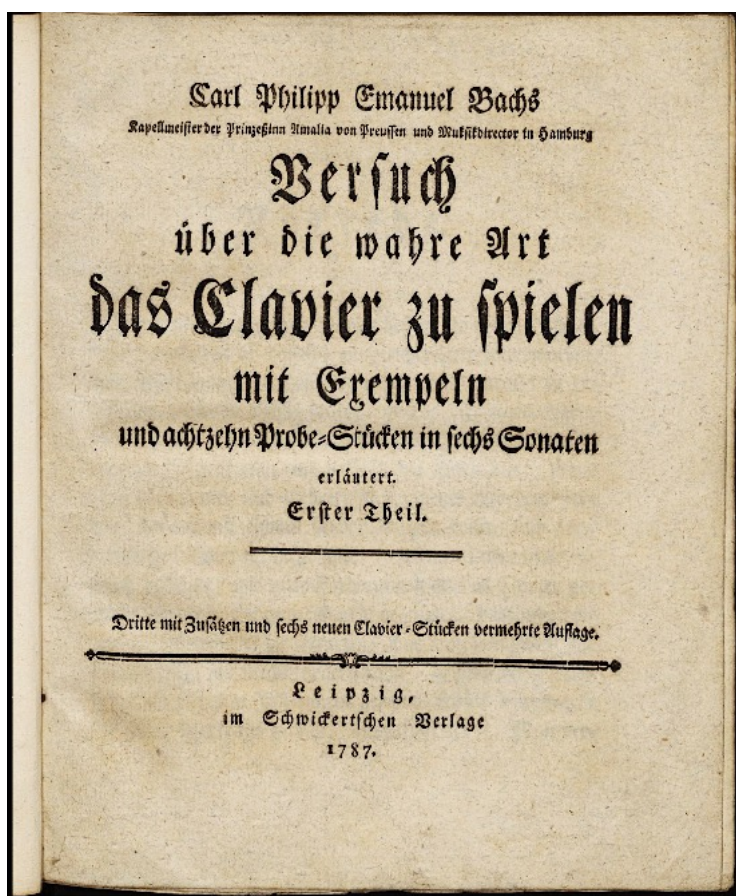 Carl Philipp Emanuel Bachs
Kapellmeister der Prinzeßinn Amalia von Preussen und Musikdirector in Hamburg
Versuch
über die wahre Art
das Clavier zu spielen
mit Exempeln
und achtzehn Probe-Stücken in sechs Sonaten
erläutert.
Erster Theil.
Dritte mit Zusätzen und sechs neuen Clavier-Stücken vermehrte Auflage.
Leipzig,
im Schwickertschen Verlage
1787.